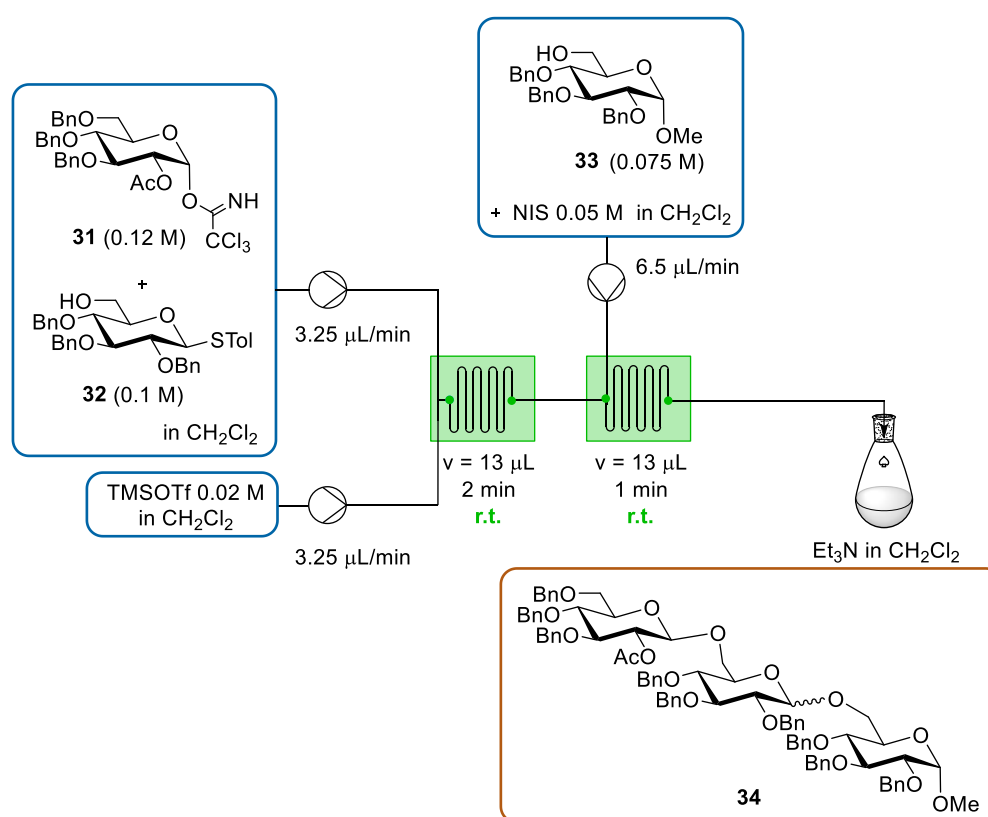 HO
BnO
O
BnO
BnO
OMe
33 (0.075 M)
+ NIS 0.05 M in CH2Cl2
6.5 μL/min
BnO
BnO
O
BnO
AcO
O
NH
CCl3
31 (0.12 M)
+
HO
BnO
O
BnO
STol
OBn
32 (0.1 M)
in CH2Cl2
3.25 μL/min
TMSOTf 0.02 M
in CH2Cl2
3.25 μL/min
v = 13 μL
2 min
r.t.
v = 13 μL
1 min
r.t.
Et3N in CH2Cl2
BnO
BnO
O
BnO
AcO
O
BnO
O
BnO
OBn
O
BnO
O
BnO
BnO
OMe
34